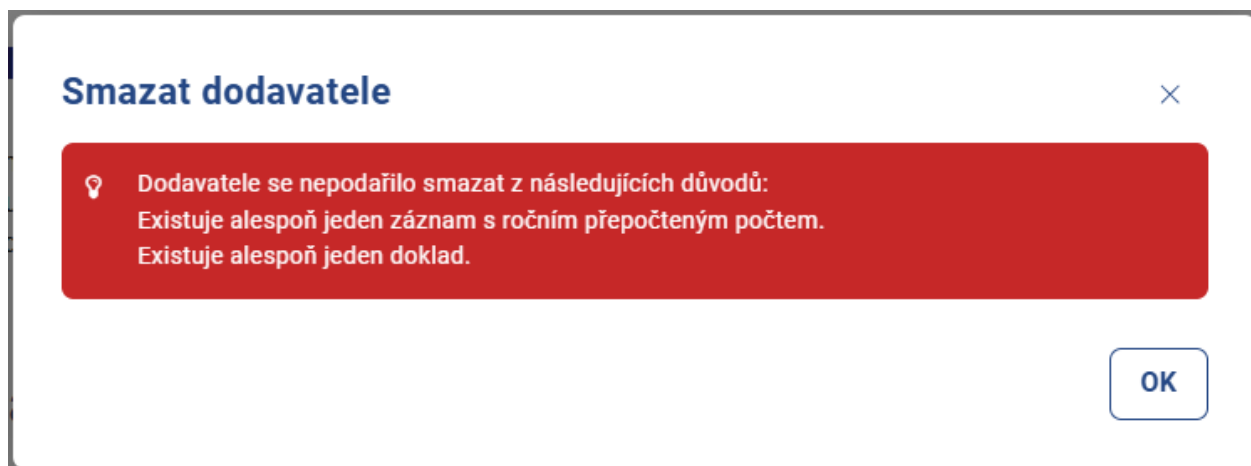 Smazat dodavatele
Dodavatele se nepodařilo smazat z následujících důvodů:
Existuje alespoň jeden záznam s ročním přepočteným počtem.
Existuje alespoň jeden doklad.
OK